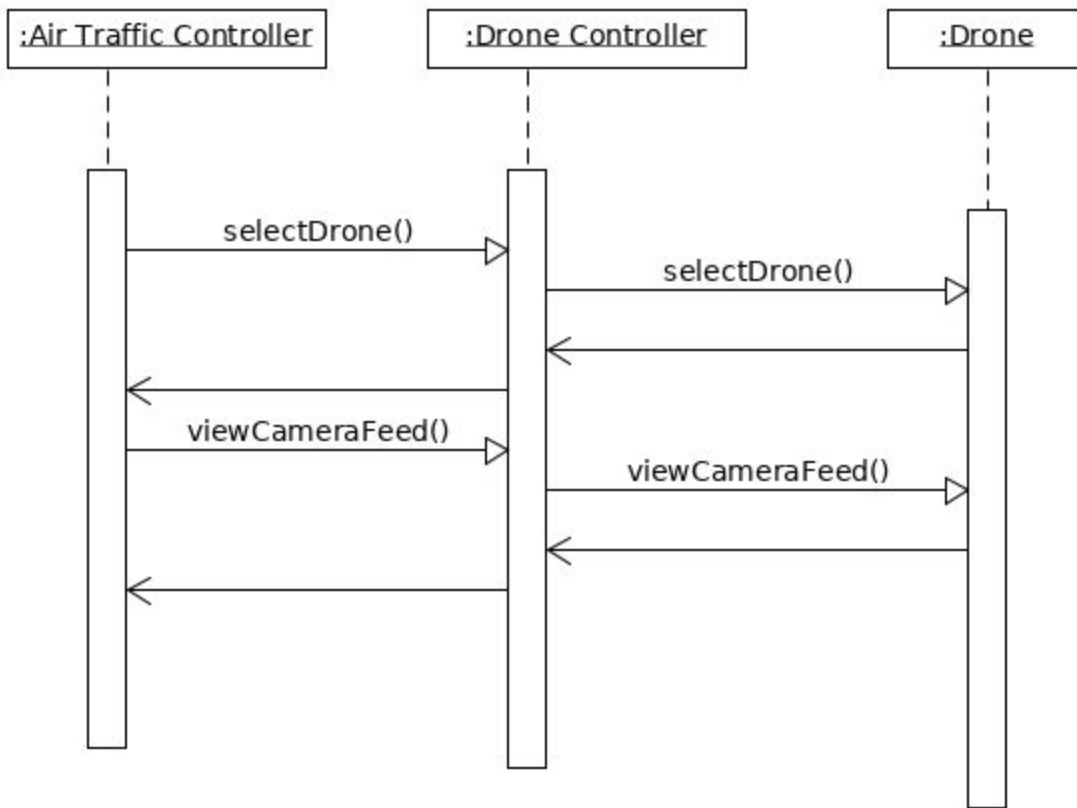 :Air Traffic Controller
:Drone Controller
:Drone
selectDrone()
selectDrone()
viewCameraFeed()
viewCameraFeed()